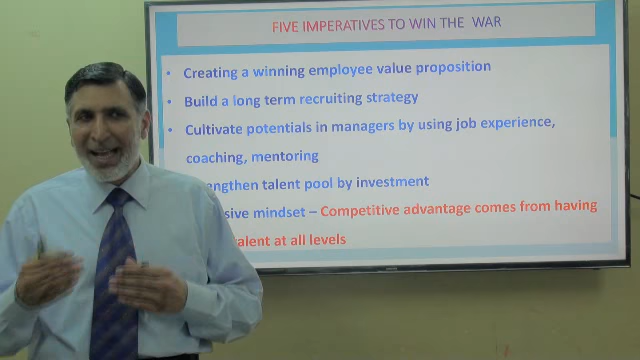 FIVE IMPERATIVES TO WIN THE WAR
• Creating a winning employee value proposition
• Build a long term recruiting strategy
• Cultivate potentials in managers by using job experience,
coaching, mentoring
engthen talent pool by investment
sive mindset – Competitive advantage comes from having
alent at all levels